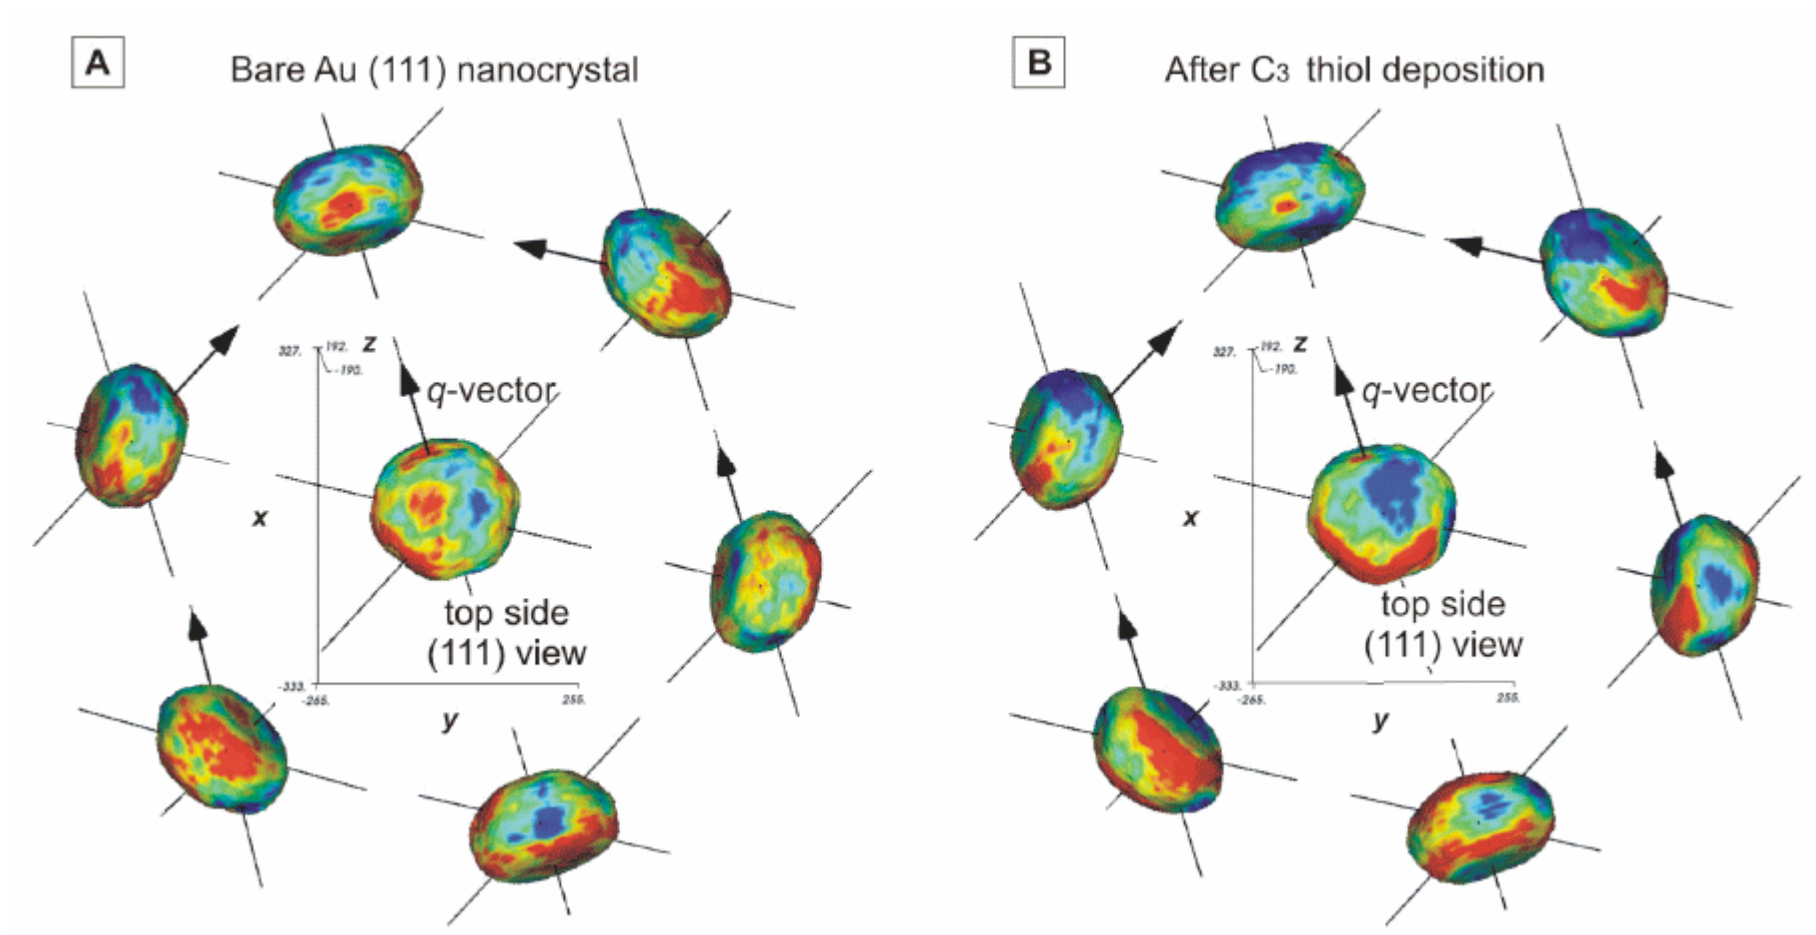 A
Bare Au (111) nanocrystal
327.
192.
z
-190.
q-vector
x
top side
(111) view
-333.
-265.
255.
y
B
After C3 thiol deposition
327.
-192.
z
-190.
q-vector
x
top side
(111) view
-333.
-265.
255.
y